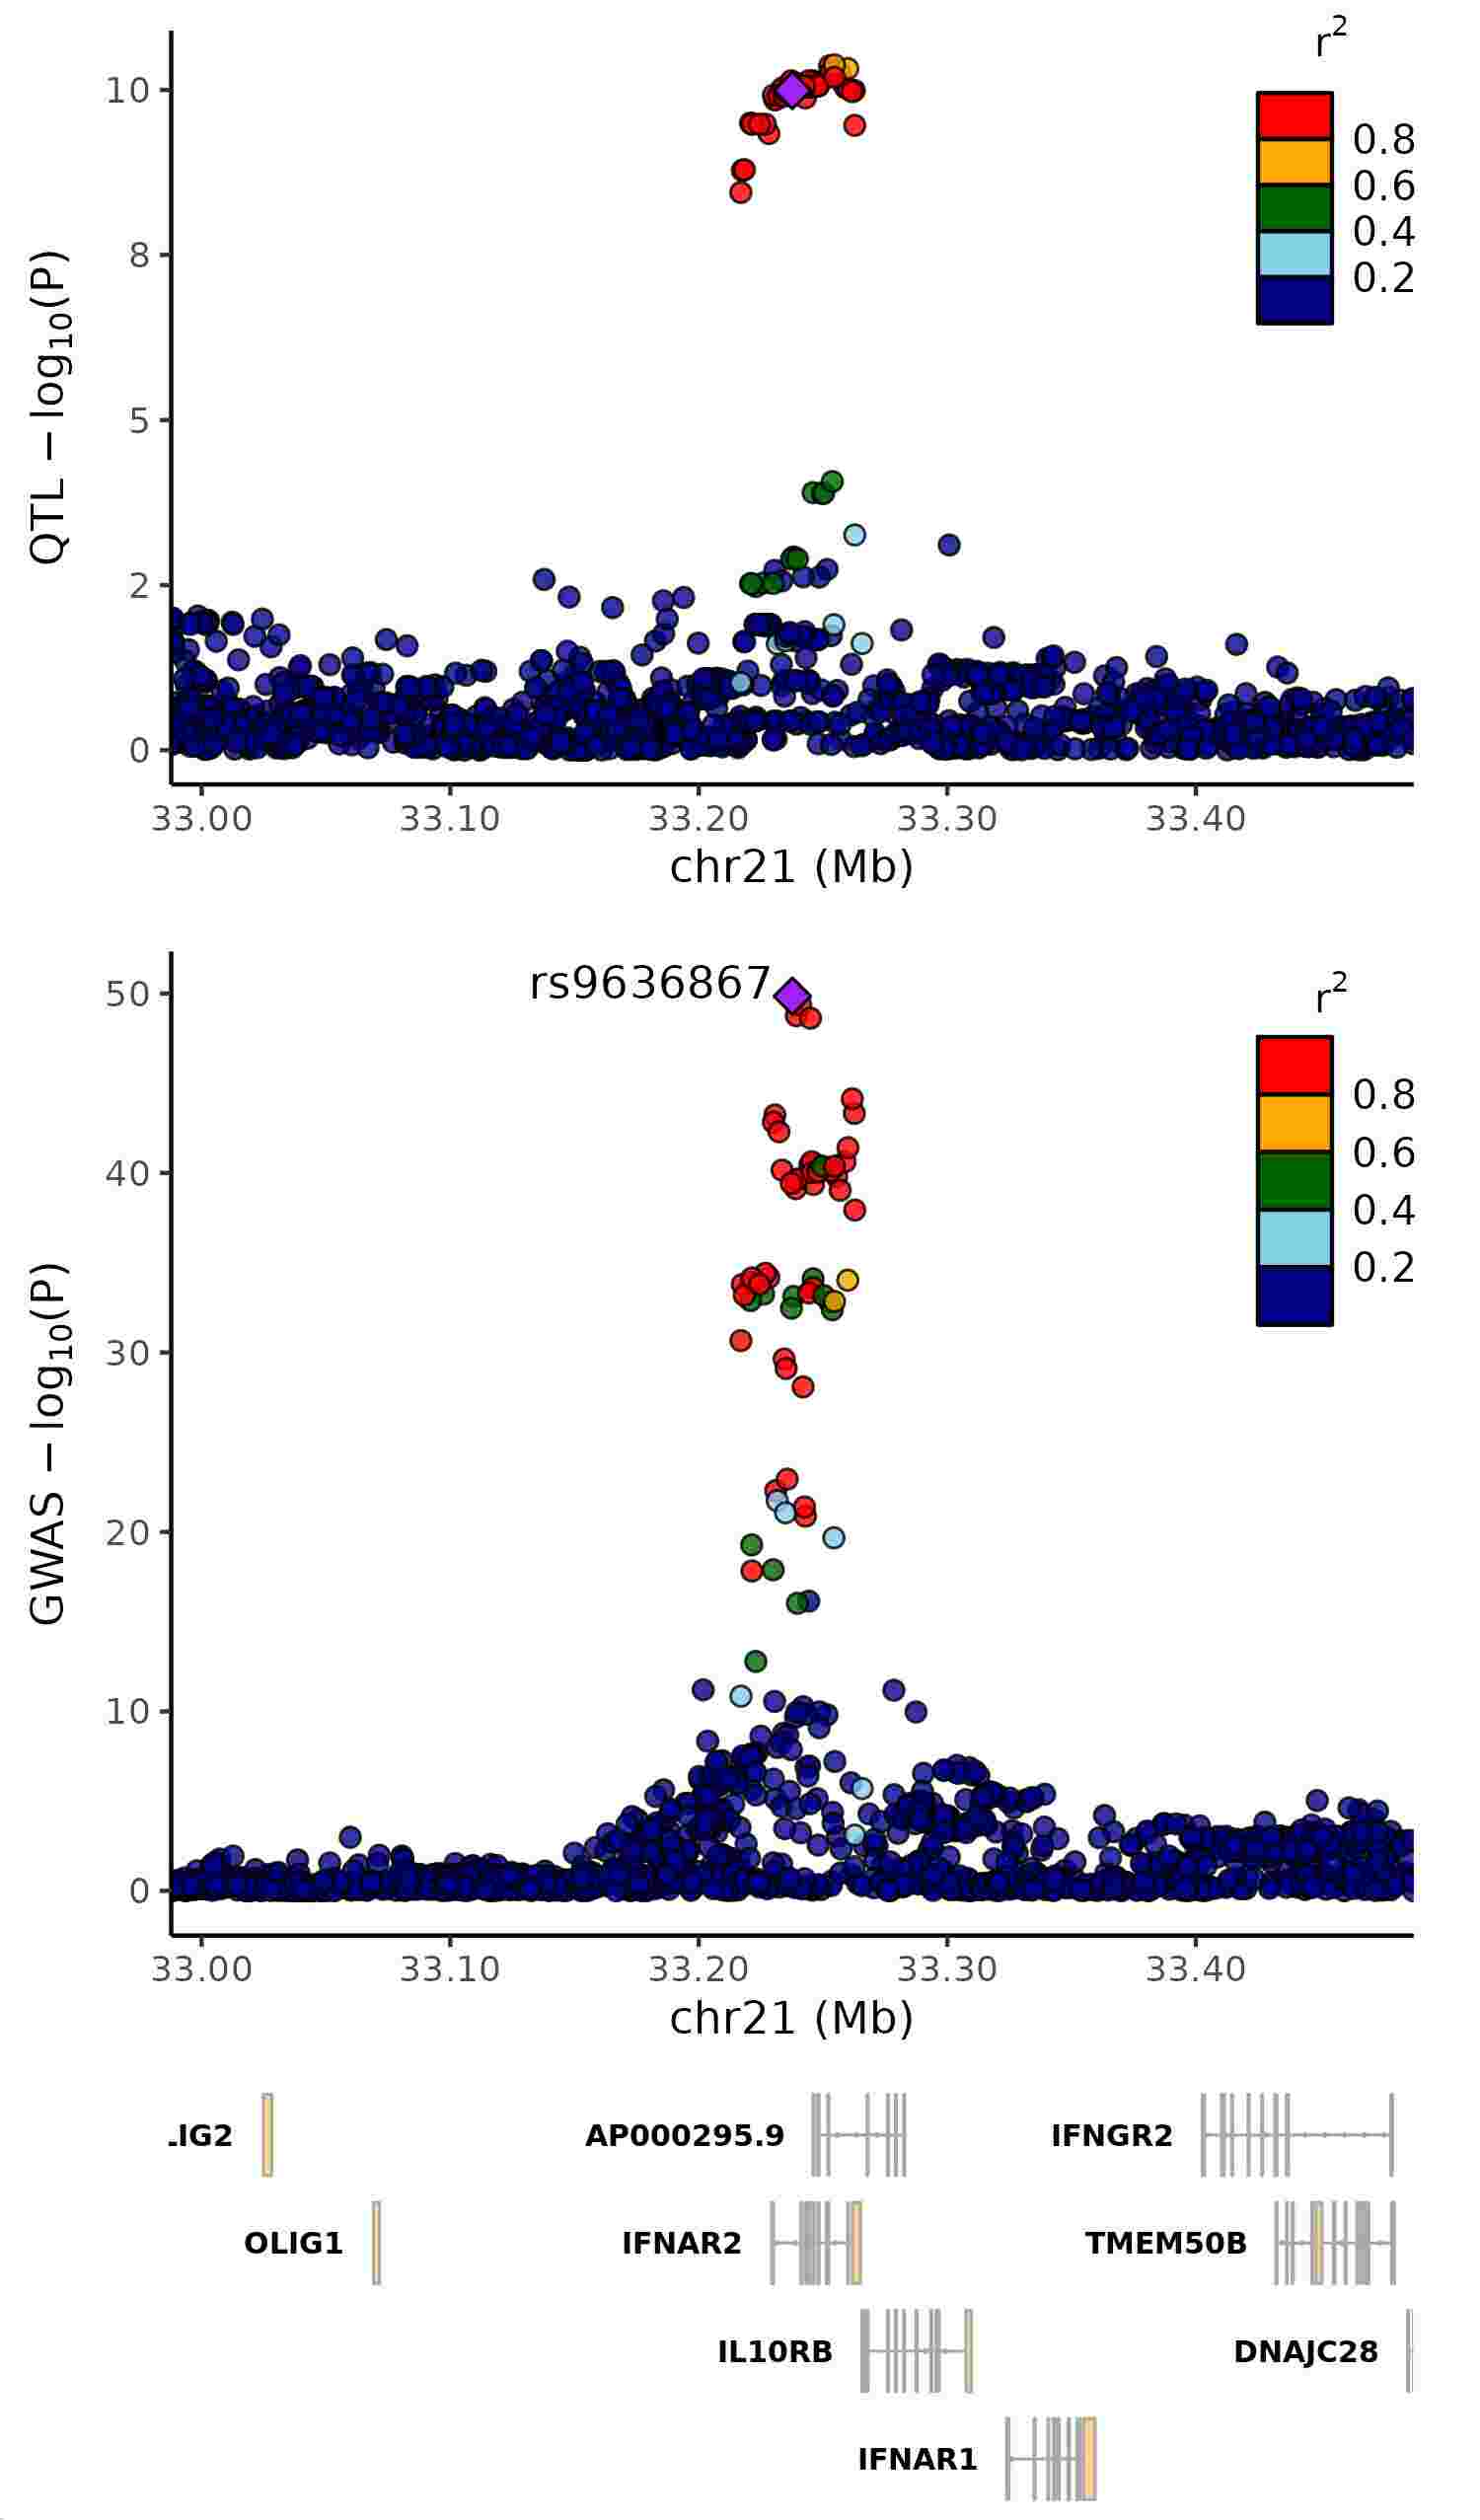 r²
10
8
5
2
0
0.8
0.6
0.4
0.2
QTL − log₁₀(P)
33.00 33.10 33.20 33.30 33.40
chr21 (Mb)
rs9636867
r²
50
40
30
20
10
0
0.8
0.6
0.4
0.2
GWAS − log₁₀(P)
33.00 33.10 33.20 33.30 33.40
chr21 (Mb)
IG2 AP000295.9 IFNGR2
OLIG1 IFNAR2 TMEM50B
IL10RB DNAJC28
IFNAR1